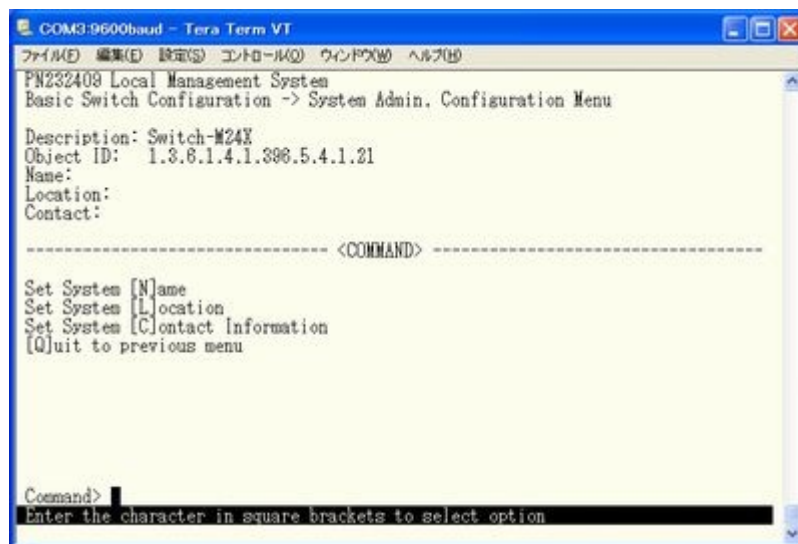 COM3:9600baud - Tera Term VT
ファイル(F) 編集(E) 設定(S) コントロール(O) ウィンドウ(W) ヘルプ(H)
PN232409 Local Management System
Basic Switch Configuration -> System Admin. Configuration Menu
Description: Switch-M24X
Object ID: 1.3.6.1.4.1.396.5.4.1.21
Name:
Location:
Contact:
------------------------------- <COMMAND> ----------------------------------
Set System [N]ame
Set System [L]ocation
Set System [C]ontact Information
[Q]uit to previous menu
Command>
Enter the character in square brackets to select option